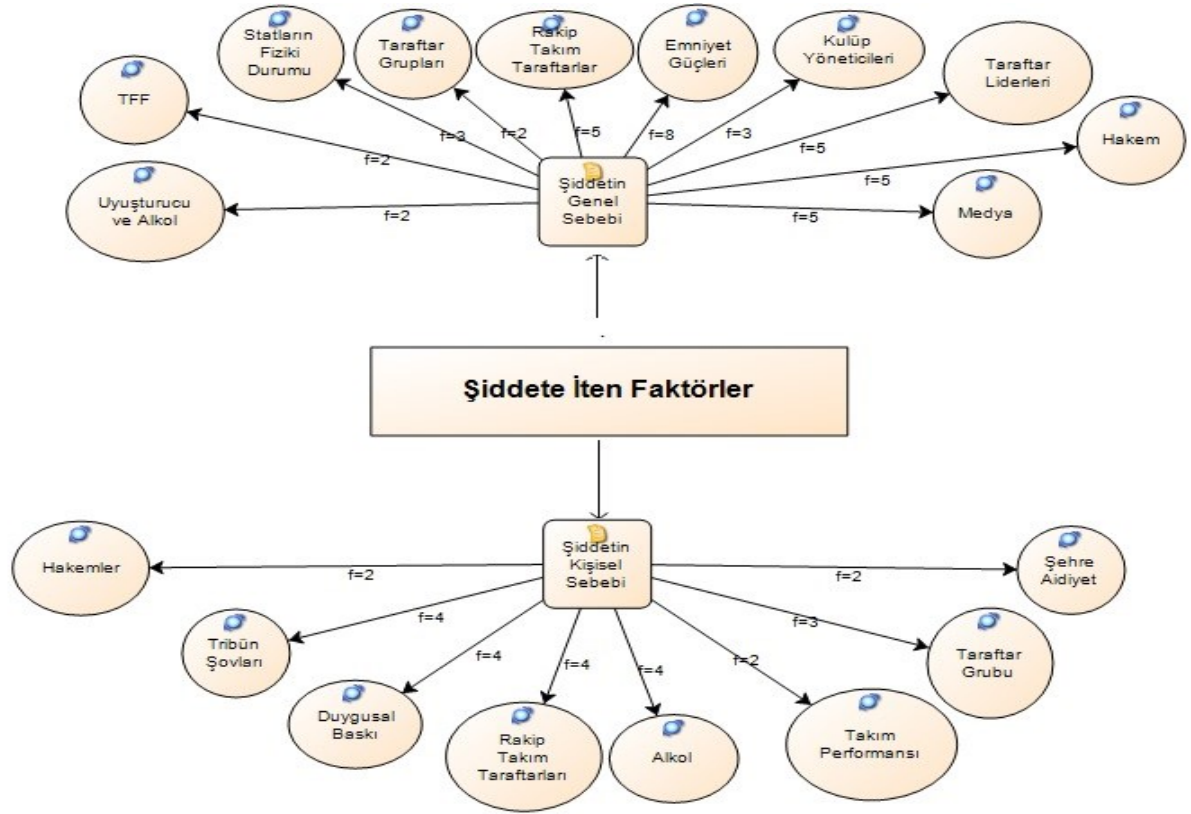 Statların
Fiziki
Durumu
Taraftar
Grupları
Rakip
Takım
Taraftarlar
Emniyet
Güçleri
Kulüp
Yöneticileri
Taraftar
Liderleri
TFF
Hakem
Uyuşturucu
ve Alkol
Medya
f=2
f=2
f=3
f=2
f=5
f=8
f=3
f=5
f=5
f=5
Şiddetin
Genel
Sebebi
Şiddete İten Faktörler
Şiddetin
Kişisel
Sebebi
f=2
f=4
f=4
f=4
f=4
f=2
f=3
f=2
Hakemler
Tribün
Şovları
Duygusal
Baskı
Rakip
Takım
Taraftarları
Alkol
Takım
Performansı
Taraftar
Grubu
Şehre
Aidiyet